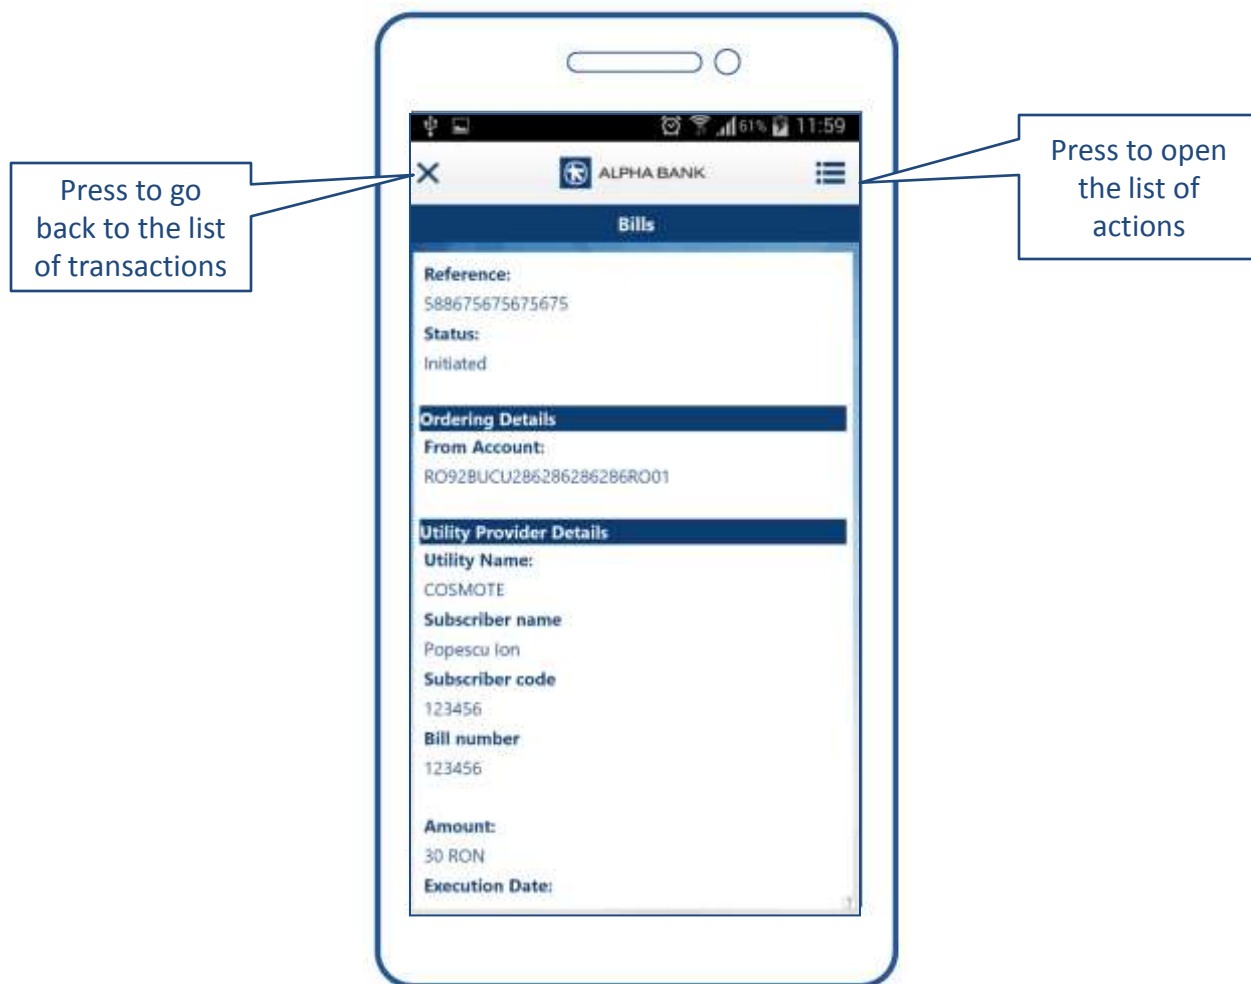 61% 11:59
ALPHA BANK
Press to go
back to the list
of transactions
Press to open
the list of
actions
Bills
Reference:
588675675675675
Status:
Initiated
Ordering Details
From Account:
RO92BUCU286286286286RO01
Utility Provider Details
Utility Name:
COSMOTE
Subscriber name
Popescu Ion
Subscriber code
123456
Bill number
123456
Amount:
30 RON
Execution Date: